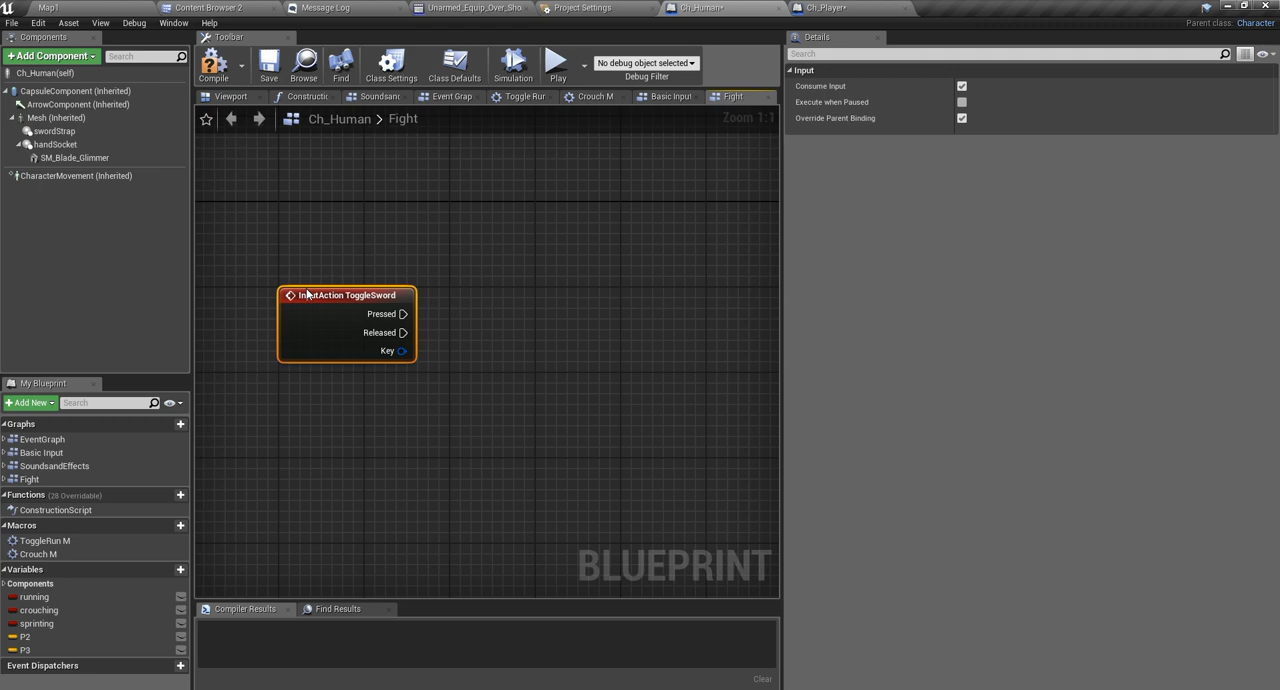 Map1
Content Browser 2
Message Log
Unarmed_Equip_Over_Sho
Project Settings
Ch_Human*
Ch_Player*
File Edit Asset View Debug Window Help
Parent class: Character
Components
+ Add Component
Search
Ch_Human(self)
CapsuleComponent (Inherited)
ArrowComponent (Inherited)
Mesh (Inherited)
swordStrap
handSocket
SM_Blade_Glimmer
CharacterMovement (Inherited)
My Blueprint
+ Add New
Search
Graphs
EventGraph
Basic Input
SoundsandEffects
Fight
Functions (28 Overridable)
ConstructionScript
Macros
ToggleRun M
Crouch M
Variables
Components
running
crouching
sprinting
P2
P3
Event Dispatchers
Toolbar
Compile
Save
Browse
Find
Class Settings
Class Defaults
Simulation
Play
No debug object selected
Debug Filter
Viewport
Constructic
Soundsanc
Event Grap
Toggle Rur
Crouch M
Basic Input
Fight
Ch_Human > Fight
Zoom 1:1
InputAction ToggleSword
Pressed
Released
Key
BLUEPRINT
Compiler Results
Find Results
Clear
Details
Search
Input
Consume Input
Execute when Paused
Override Parent Binding